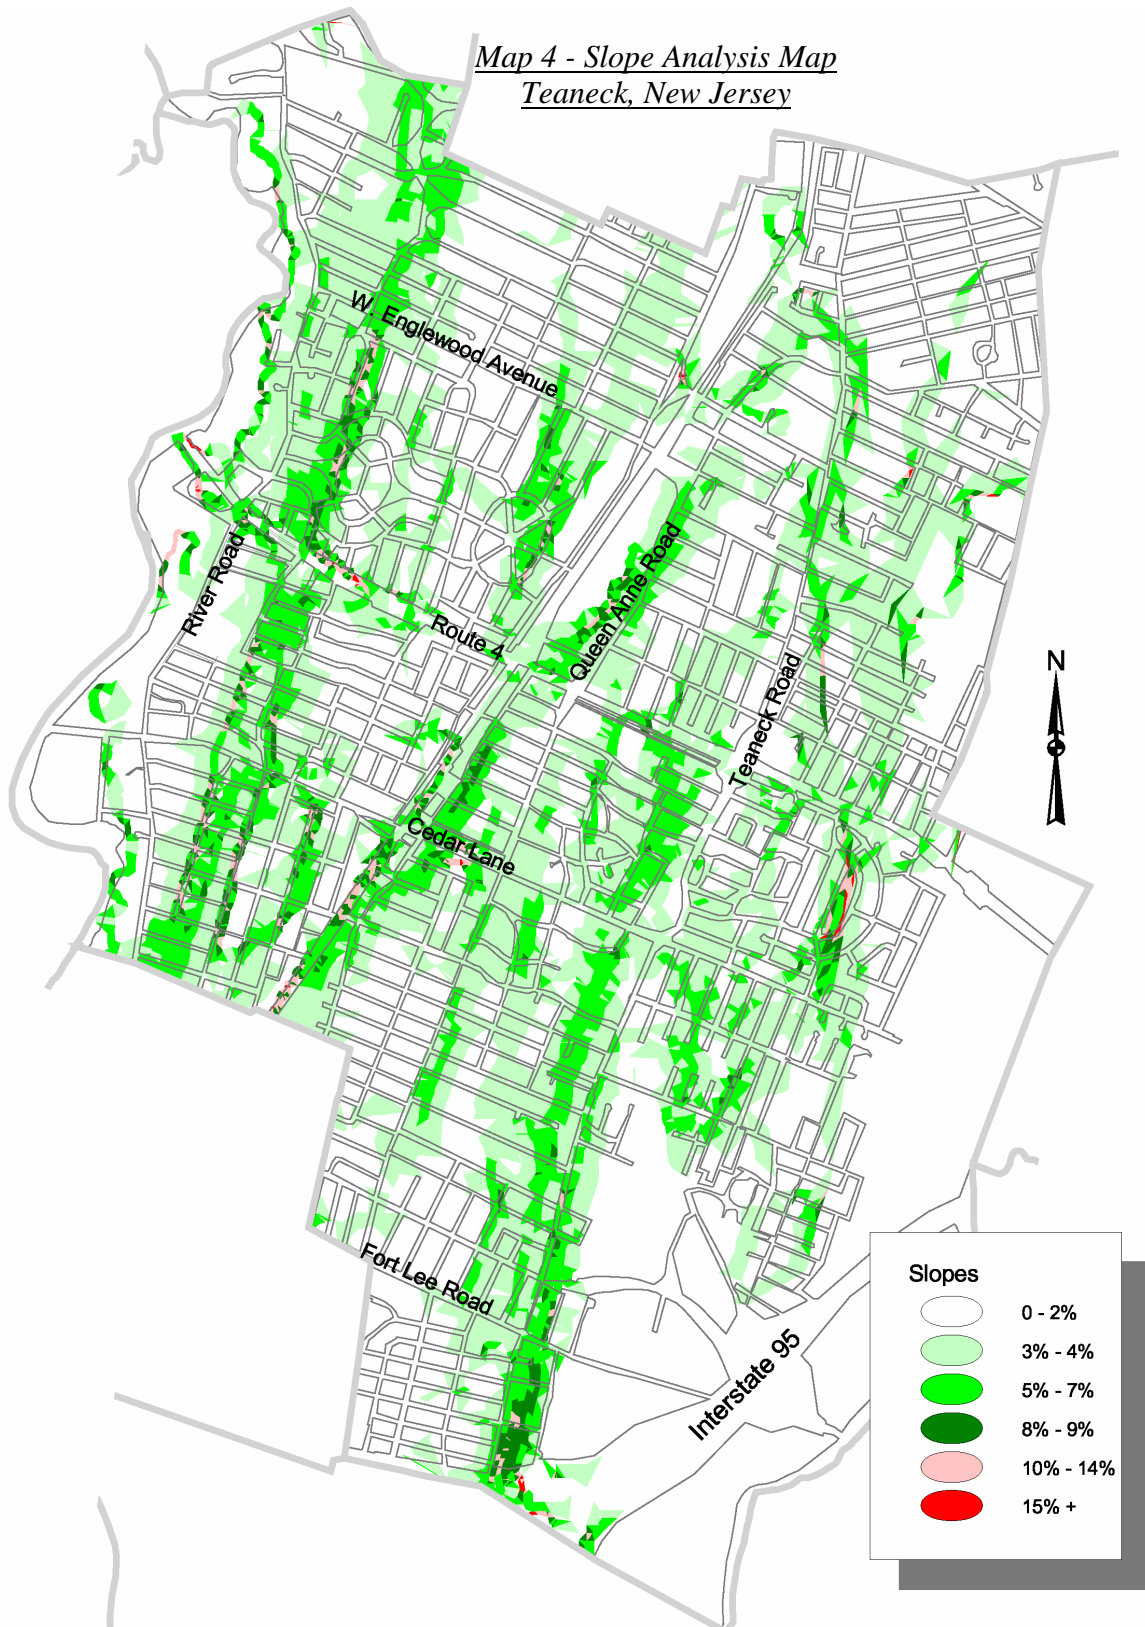 Map 4 - Slope Analysis Map
Teaneck, New Jersey
W. Englewood Avenue
River Road
Route 4
Queen Anne Road
Teaneck Road
N
Cedar Lane
Fort Lee Road
Interstate 95
Slopes
0 - 2%
3% - 4%
5% - 7%
8% - 9%
10% - 14%
15% +